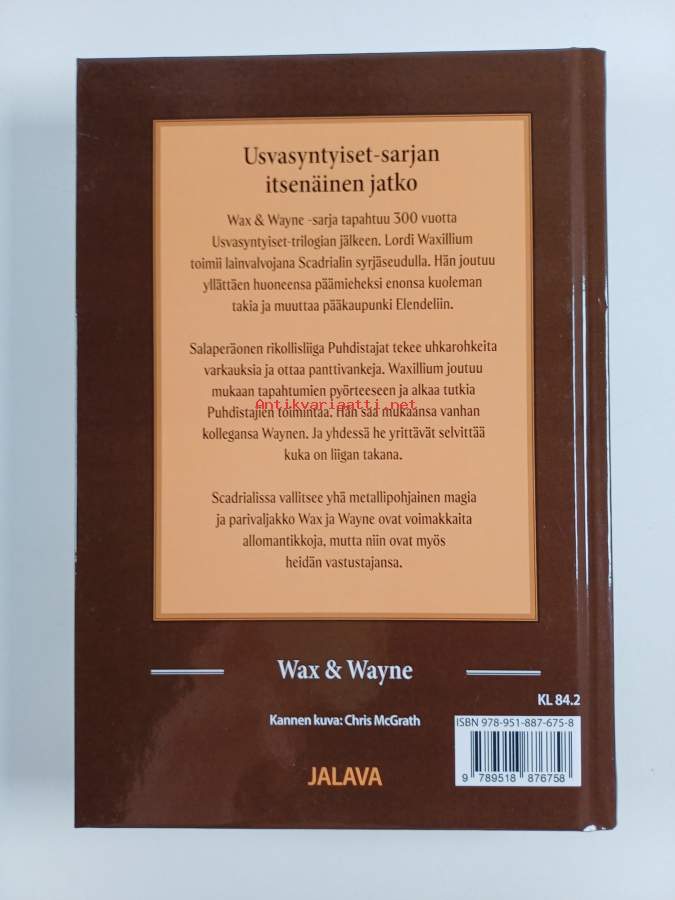 Usvasyntyiset-sarjan
itsenäinen jatko
Wax & Wayne -sarja tapahtuu 300 vuotta
Usvasyntyiset-trilogian jälkeen. Lordi Waxillium
toimii lainvalvojana Scadrialin syrjäseudulla. Hän joutuu
yllättäen huoneensa päämieheksi enonsa kuoleman
takia ja muuttaa pääkaupunki Elendeliin.
Salaperäonen rikollisliiga Puhdistajat tekee uhkarohkeita
varkauksia ja ottaa panttivankeja. Waxillium joutuu
mukaan tapahtumien pyörteeseen ja alkaa tutkia
Antikvariaatti.net
Puhdistajien toimintaa. Hän saa mukaansa vanhan
kollegansa Waynen. Ja yhdessä he yrittävät selvittää
kuka on liigan takana.
Scadrialissa vallitsee yhä metallipohjainen magia
ja parivaljakko Wax ja Wayne ovat voimakkaita
allomantikkoja, mutta niin ovat myös
heidän vastustajansa.
Wax & Wayne
KL 84.2
Kannen kuva: Chris McGrath
ISBN 978-951-887-675-8
JALAVA
9 789518 876758